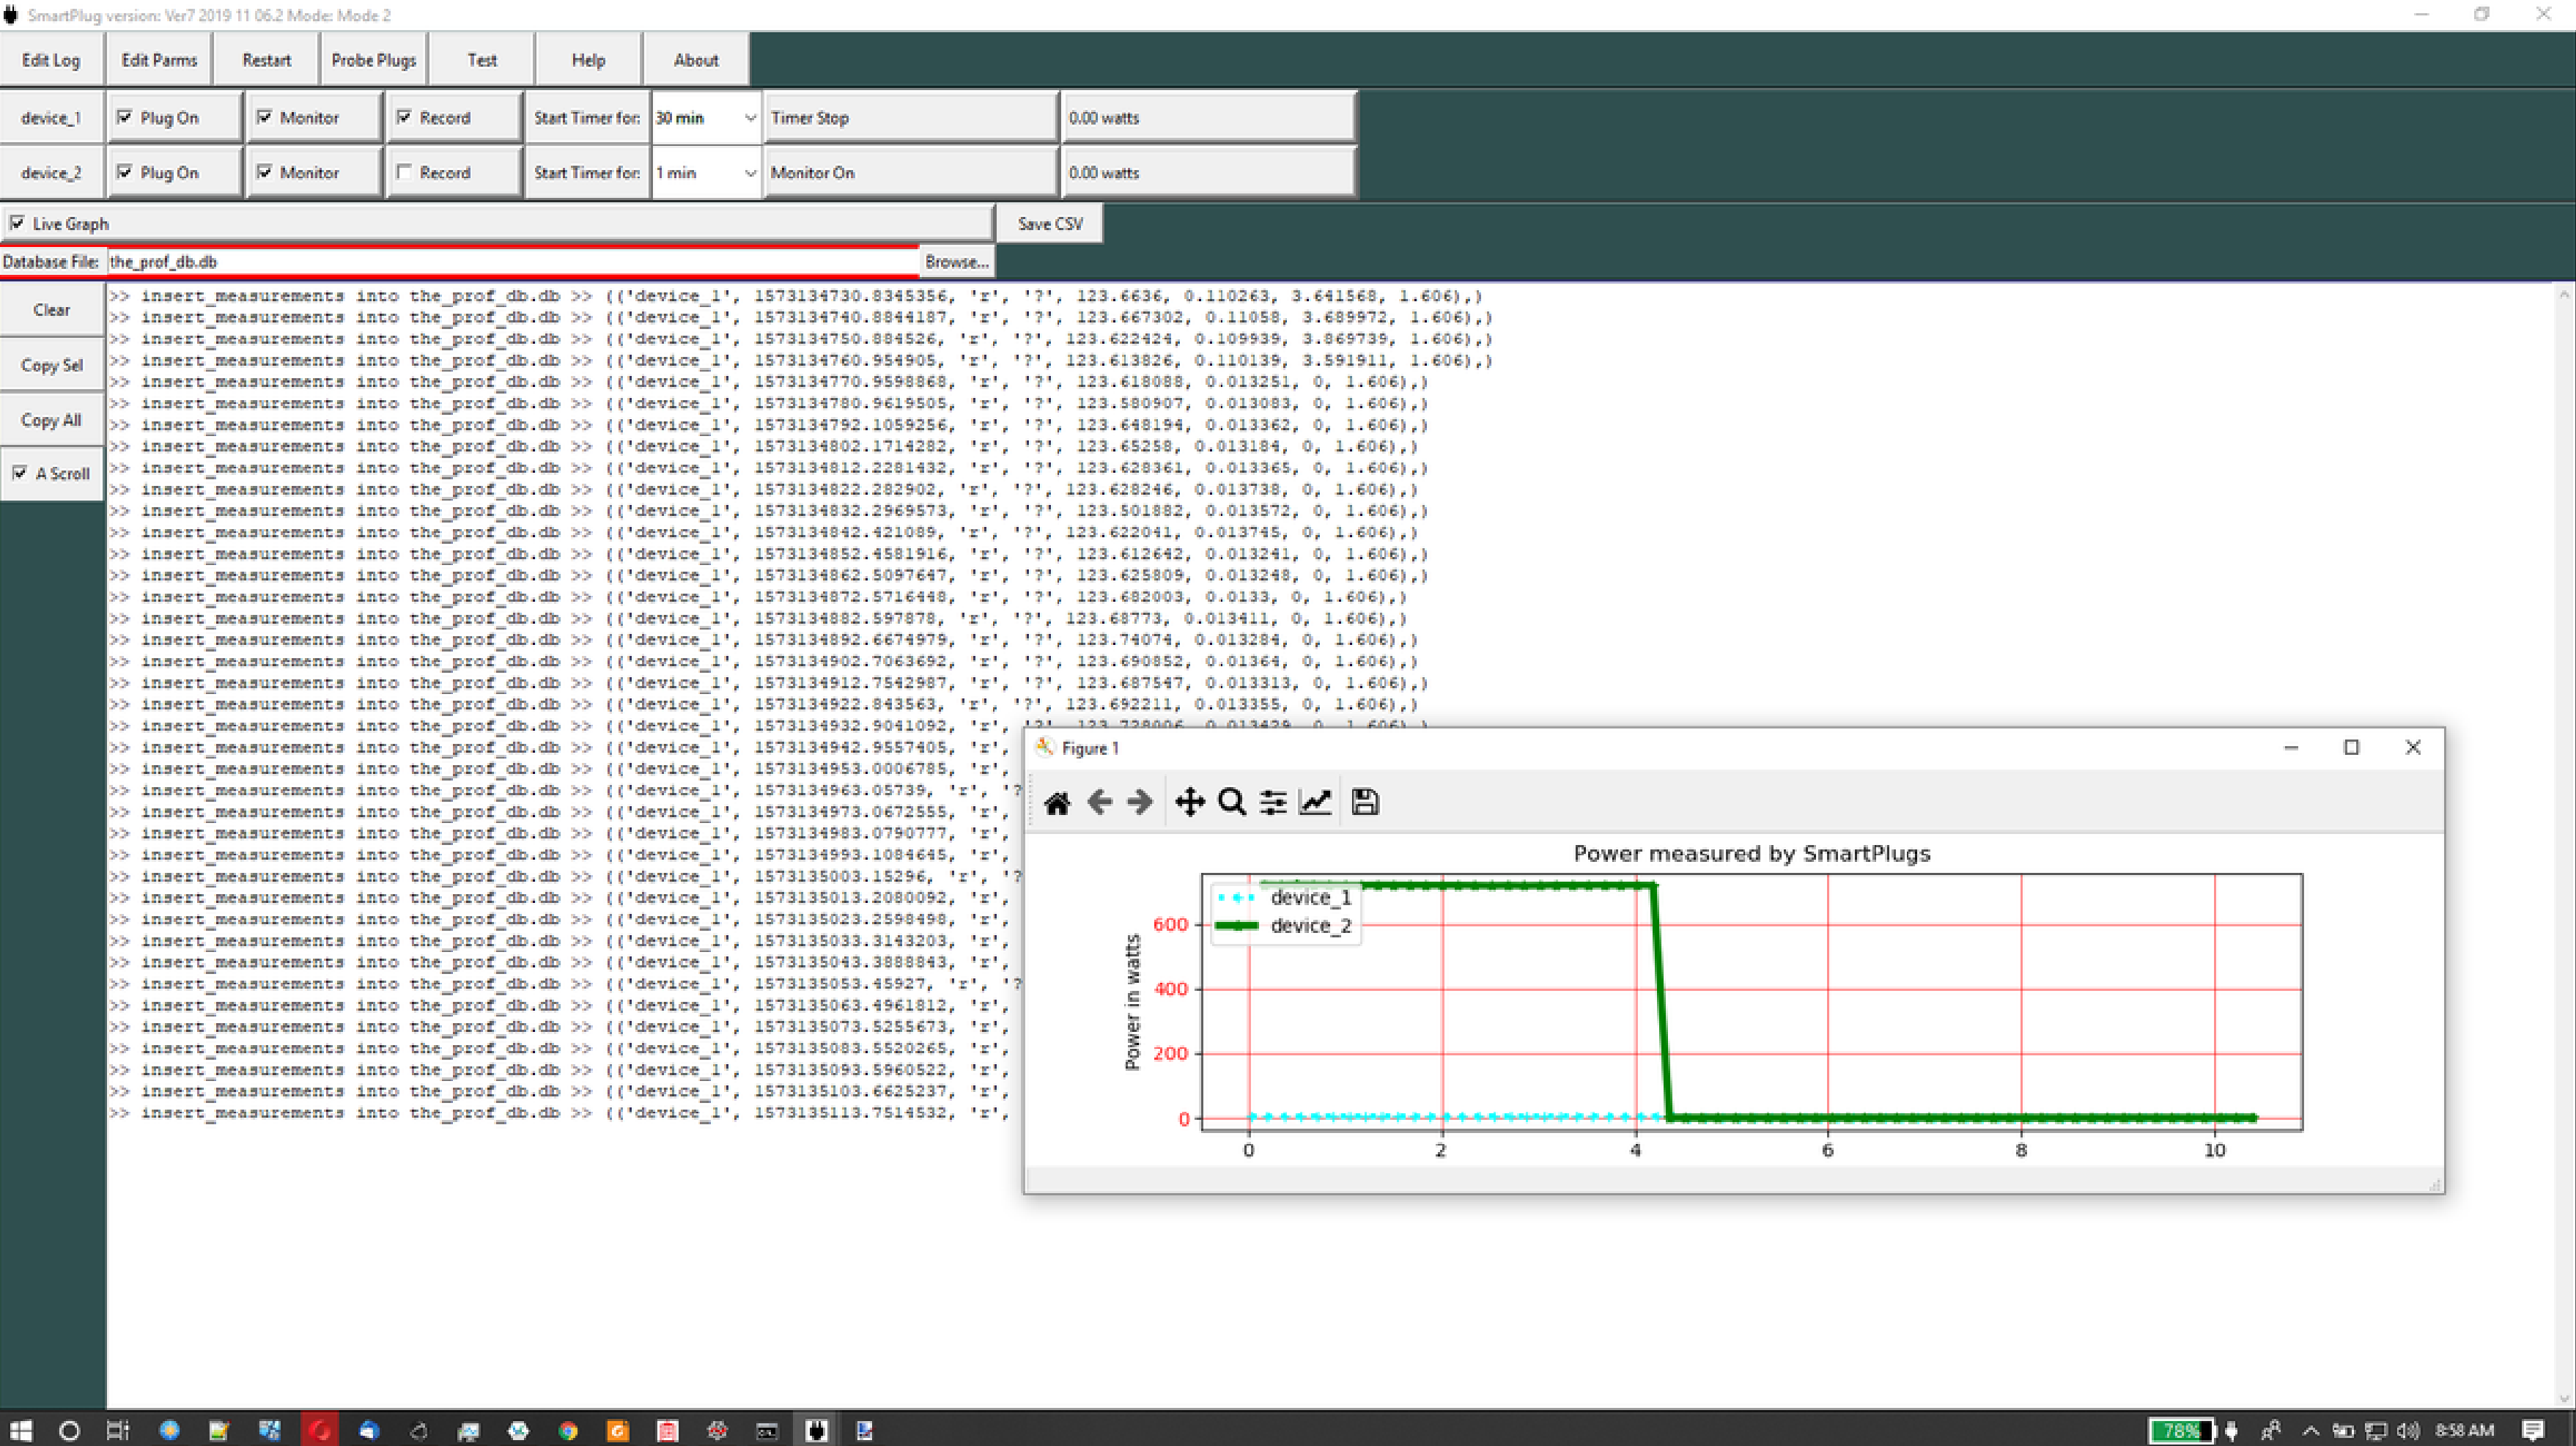 SmartPlug version: Ver7 2019 11 06.2 Mode: Mode 2
Edit Log Edit Parms Restart Probe Plugs Test Help About
device_1 Plug On Monitor Record Start Timer for: 30 min Timer Stop 0.00 watts
device_2 Plug On Monitor Record Start Timer for: 1 min Monitor On 0.00 watts
Live Graph Save CSV
Database File: the_prof_db.db Browse...
Clear
Copy Sel
Copy All
A Scroll
>> insert_measurements into the_prof_db.db >> (('device_1', 1573134730.8345356, 'r', '?', 123.6636, 0.110263, 3.641568, 1.606),)
>> insert_measurements into the_prof_db.db >> (('device_1', 1573134740.8844187, 'r', '?', 123.667302, 0.11058, 3.689972, 1.606),)
>> insert_measurements into the_prof_db.db >> (('device_1', 1573134750.884526, 'r', '?', 123.622424, 0.109939, 3.869739, 1.606),)
>> insert_measurements into the_prof_db.db >> (('device_1', 1573134760.954905, 'r', '?', 123.613826, 0.110139, 3.591911, 1.606),)
>> insert_measurements into the_prof_db.db >> (('device_1', 1573134770.9598868, 'r', '?', 123.618088, 0.013251, 0, 1.606),)
>> insert_measurements into the_prof_db.db >> (('device_1', 1573134780.9619505, 'r', '?', 123.580907, 0.013083, 0, 1.606),)
>> insert_measurements into the_prof_db.db >> (('device_1', 1573134792.1059256, 'r', '?', 123.648194, 0.013362, 0, 1.606),)
>> insert_measurements into the_prof_db.db >> (('device_1', 1573134802.1714282, 'r', '?', 123.65258, 0.013184, 0, 1.606),)
>> insert_measurements into the_prof_db.db >> (('device_1', 1573134812.2281432, 'r', '?', 123.628361, 0.013365, 0, 1.606),)
>> insert_measurements into the_prof_db.db >> (('device_1', 1573134822.282902, 'r', '?', 123.628246, 0.013738, 0, 1.606),)
>> insert_measurements into the_prof_db.db >> (('device_1', 1573134832.2969573, 'r', '?', 123.501882, 0.013572, 0, 1.606),)
>> insert_measurements into the_prof_db.db >> (('device_1', 1573134842.421089, 'r', '?', 123.622041, 0.013745, 0, 1.606),)
>> insert_measurements into the_prof_db.db >> (('device_1', 1573134852.4581916, 'r', '?', 123.612642, 0.013241, 0, 1.606),)
>> insert_measurements into the_prof_db.db >> (('device_1', 1573134862.5097647, 'r', '?', 123.625809, 0.013248, 0, 1.606),)
>> insert_measurements into the_prof_db.db >> (('device_1', 1573134872.5716448, 'r', '?', 123.682003, 0.0133, 0, 1.606),)
>> insert_measurements into the_prof_db.db >> (('device_1', 1573134882.597878, 'r', '?', 123.68773, 0.013411, 0, 1.606),)
>> insert_measurements into the_prof_db.db >> (('device_1', 1573134892.6674979, 'r', '?', 123.74074, 0.013284, 0, 1.606),)
>> insert_measurements into the_prof_db.db >> (('device_1', 1573134902.7063692, 'r', '?', 123.690852, 0.01364, 0, 1.606),)
>> insert_measurements into the_prof_db.db >> (('device_1', 1573134912.7542987, 'r', '?', 123.687547, 0.013313, 0, 1.606),)
>> insert_measurements into the_prof_db.db >> (('device_1', 1573134922.843563, 'r', '?', 123.692211, 0.013355, 0, 1.606),)
>> insert_measurements into the_prof_db.db >> (('device_1', 1573134932.9041092, 'r', '?', 123.728006, 0.013429, 0, 1.606),)
>> insert_measurements into the_prof_db.db >> (('device_1', 1573134942.9557405, 'r',
>> insert_measurements into the_prof_db.db >> (('device_1', 1573134953.0006785, 'r',
>> insert_measurements into the_prof_db.db >> (('device_1', 1573134963.05739, 'r', '?
>> insert_measurements into the_prof_db.db >> (('device_1', 1573134973.0672555, 'r',
>> insert_measurements into the_prof_db.db >> (('device_1', 1573134983.0790777, 'r',
>> insert_measurements into the_prof_db.db >> (('device_1', 1573134993.1084645, 'r',
>> insert_measurements into the_prof_db.db >> (('device_1', 1573135003.15296, 'r', '?
>> insert_measurements into the_prof_db.db >> (('device_1', 1573135013.2080092, 'r',
>> insert_measurements into the_prof_db.db >> (('device_1', 1573135023.2598498, 'r',
>> insert_measurements into the_prof_db.db >> (('device_1', 1573135033.3143203, 'r',
>> insert_measurements into the_prof_db.db >> (('device_1', 1573135043.3888843, 'r',
>> insert_measurements into the_prof_db.db >> (('device_1', 1573135053.45927, 'r', '?
>> insert_measurements into the_prof_db.db >> (('device_1', 1573135063.4961812, 'r',
>> insert_measurements into the_prof_db.db >> (('device_1', 1573135073.5255673, 'r',
>> insert_measurements into the_prof_db.db >> (('device_1', 1573135083.5520265, 'r',
>> insert_measurements into the_prof_db.db >> (('device_1', 1573135093.5960522, 'r',
>> insert_measurements into the_prof_db.db >> (('device_1', 1573135103.6625237, 'r',
>> insert_measurements into the_prof_db.db >> (('device_1', 1573135113.7514532, 'r',
Figure 1
Power measured by SmartPlugs
device_1
device_2
Power in watts
600
400
200
0
0 2 4 6 8 10
78% 8:58 AM